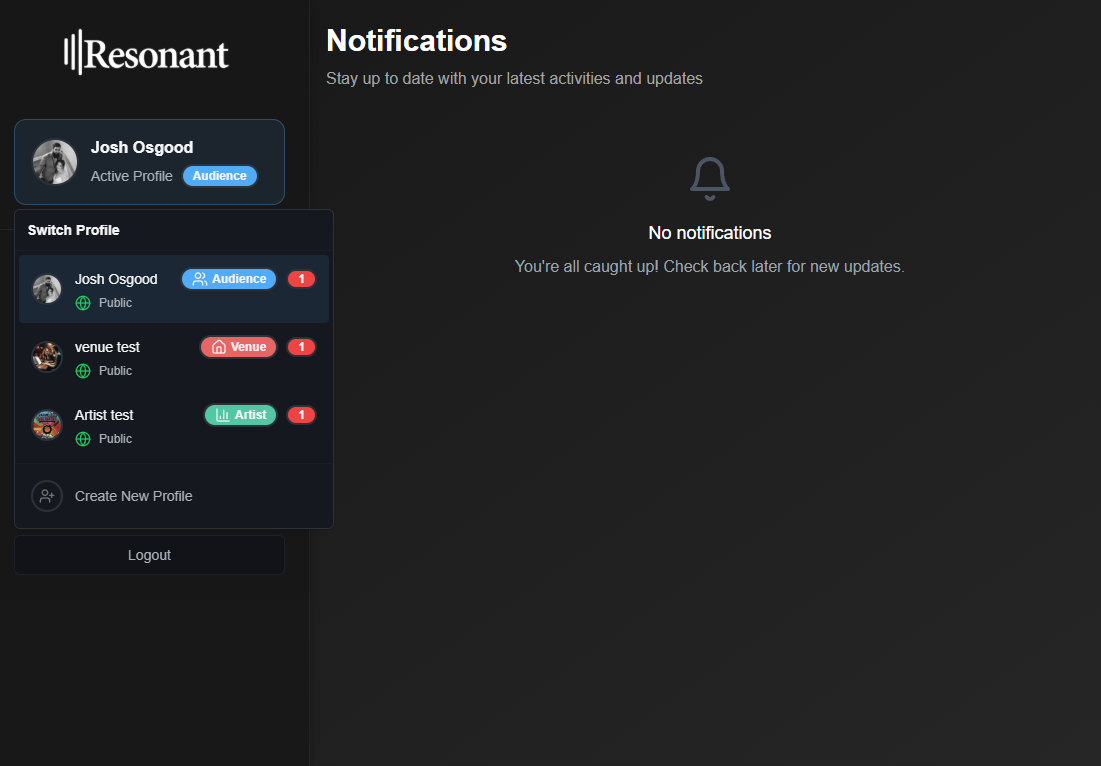 Resonant
Josh Osgood
Active Profile Audience
Switch Profile
Josh Osgood Audience 1
Public
venue test Venue 1
Public
Artist test Artist 1
Public
Create New Profile
Logout
Notifications
Stay up to date with your latest activities and updates
No notifications
You're all caught up! Check back later for new updates.